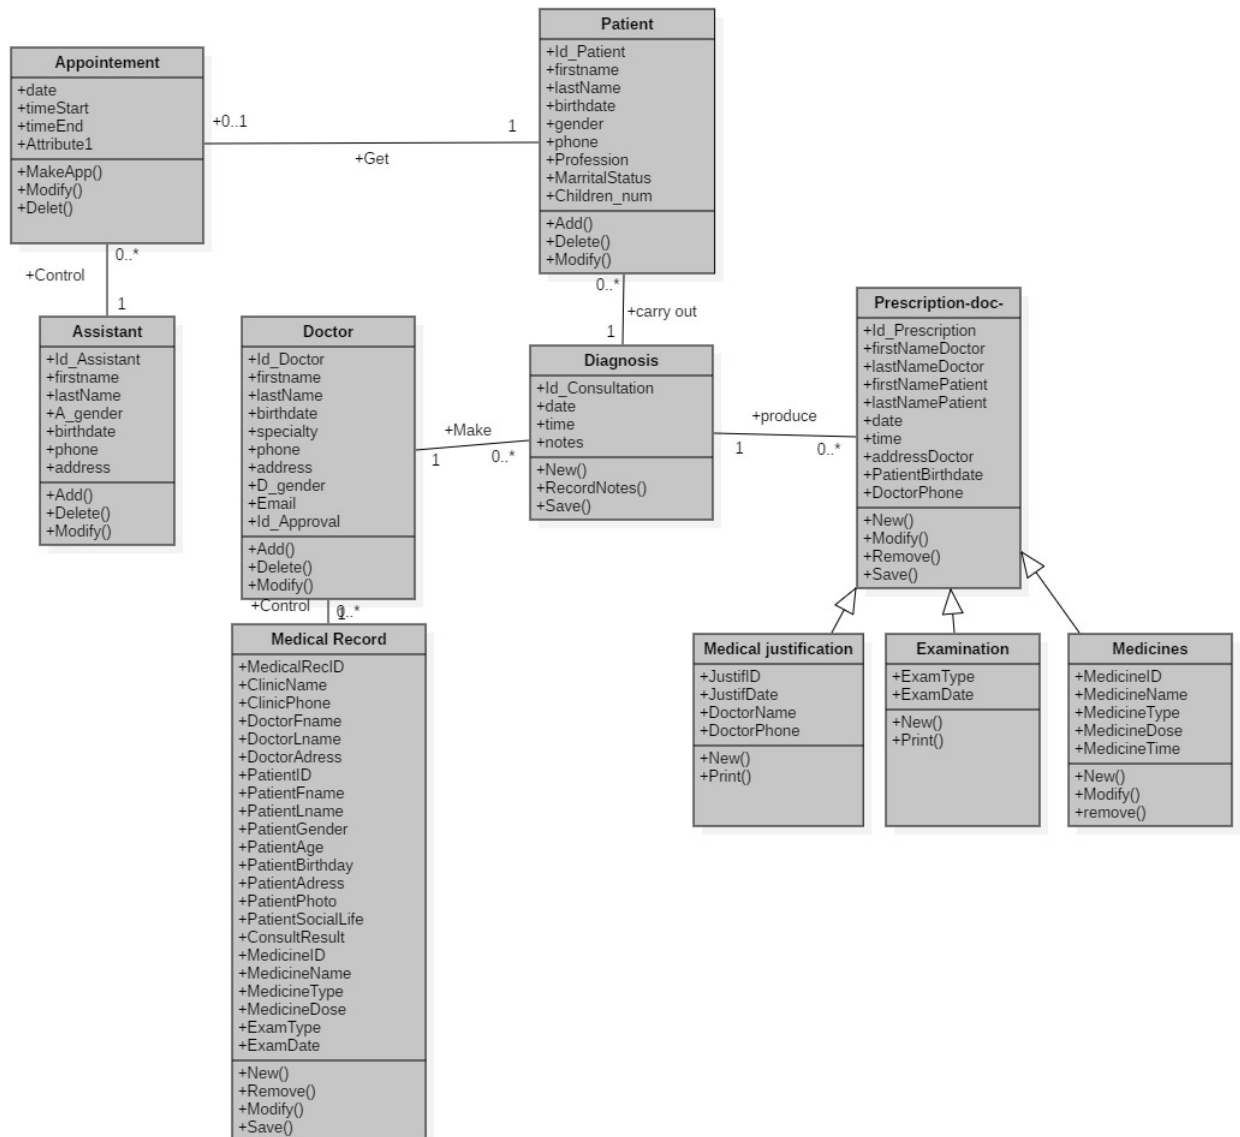 Patient
+Id_Patient
+firstname
+lastName
+birthdate
+gender
+phone
+Profession
+MarritalStatus
+Children_num
+Add()
+Delete()
+Modify()
Appointement
+date
+timeStart
+timeEnd
+Attribute1
+MakeApp()
+Modify()
+Delet()
+0..1
1
+Get
0..*
+Control
1
0..*
+carry out
1
Assistant
+Id_Assistant
+firstname
+lastName
+A_gender
+birthdate
+phone
+address
+Add()
+Delete()
+Modify()
Doctor
+Id_Doctor
+firstname
+lastName
+birthdate
+specialty
+phone
+address
+D_gender
+Email
+Id_Approval
+Add()
+Delete()
+Modify()
+Make
1
0..*
Diagnosis
+Id_Consultation
+date
+time
+notes
+New()
+RecordNotes()
+Save()
+produce
1
0..*
Prescription-doc-
+Id_Prescription
+firstNameDoctor
+lastNameDoctor
+firstNamePatient
+lastNamePatient
+date
+time
+addressDoctor
+PatientBirthdate
+DoctorPhone
+New()
+Modify()
+Remove()
+Save()
+Control
0..*
1
Medical Record
+MedicalRecID
+ClinicName
+ClinicPhone
+DoctorFname
+DoctorLname
+DoctorAdress
+PatientID
+PatientFname
+PatientLname
+PatientGender
+PatientAge
+PatientBirthday
+PatientAdress
+PatientPhoto
+PatientSocialLife
+ConsultResult
+MedicineID
+MedicineName
+MedicineType
+MedicineDose
+ExamType
+ExamDate
+New()
+Remove()
+Modify()
+Save()
Medical justification
+JustifID
+JustifDate
+DoctorName
+DoctorPhone
+New()
+Print()
Examination
+ExamType
+ExamDate
+New()
+Print()
Medicines
+MedicineID
+MedicineName
+MedicineType
+MedicineDose
+MedicineTime
+New()
+Modify()
+remove()